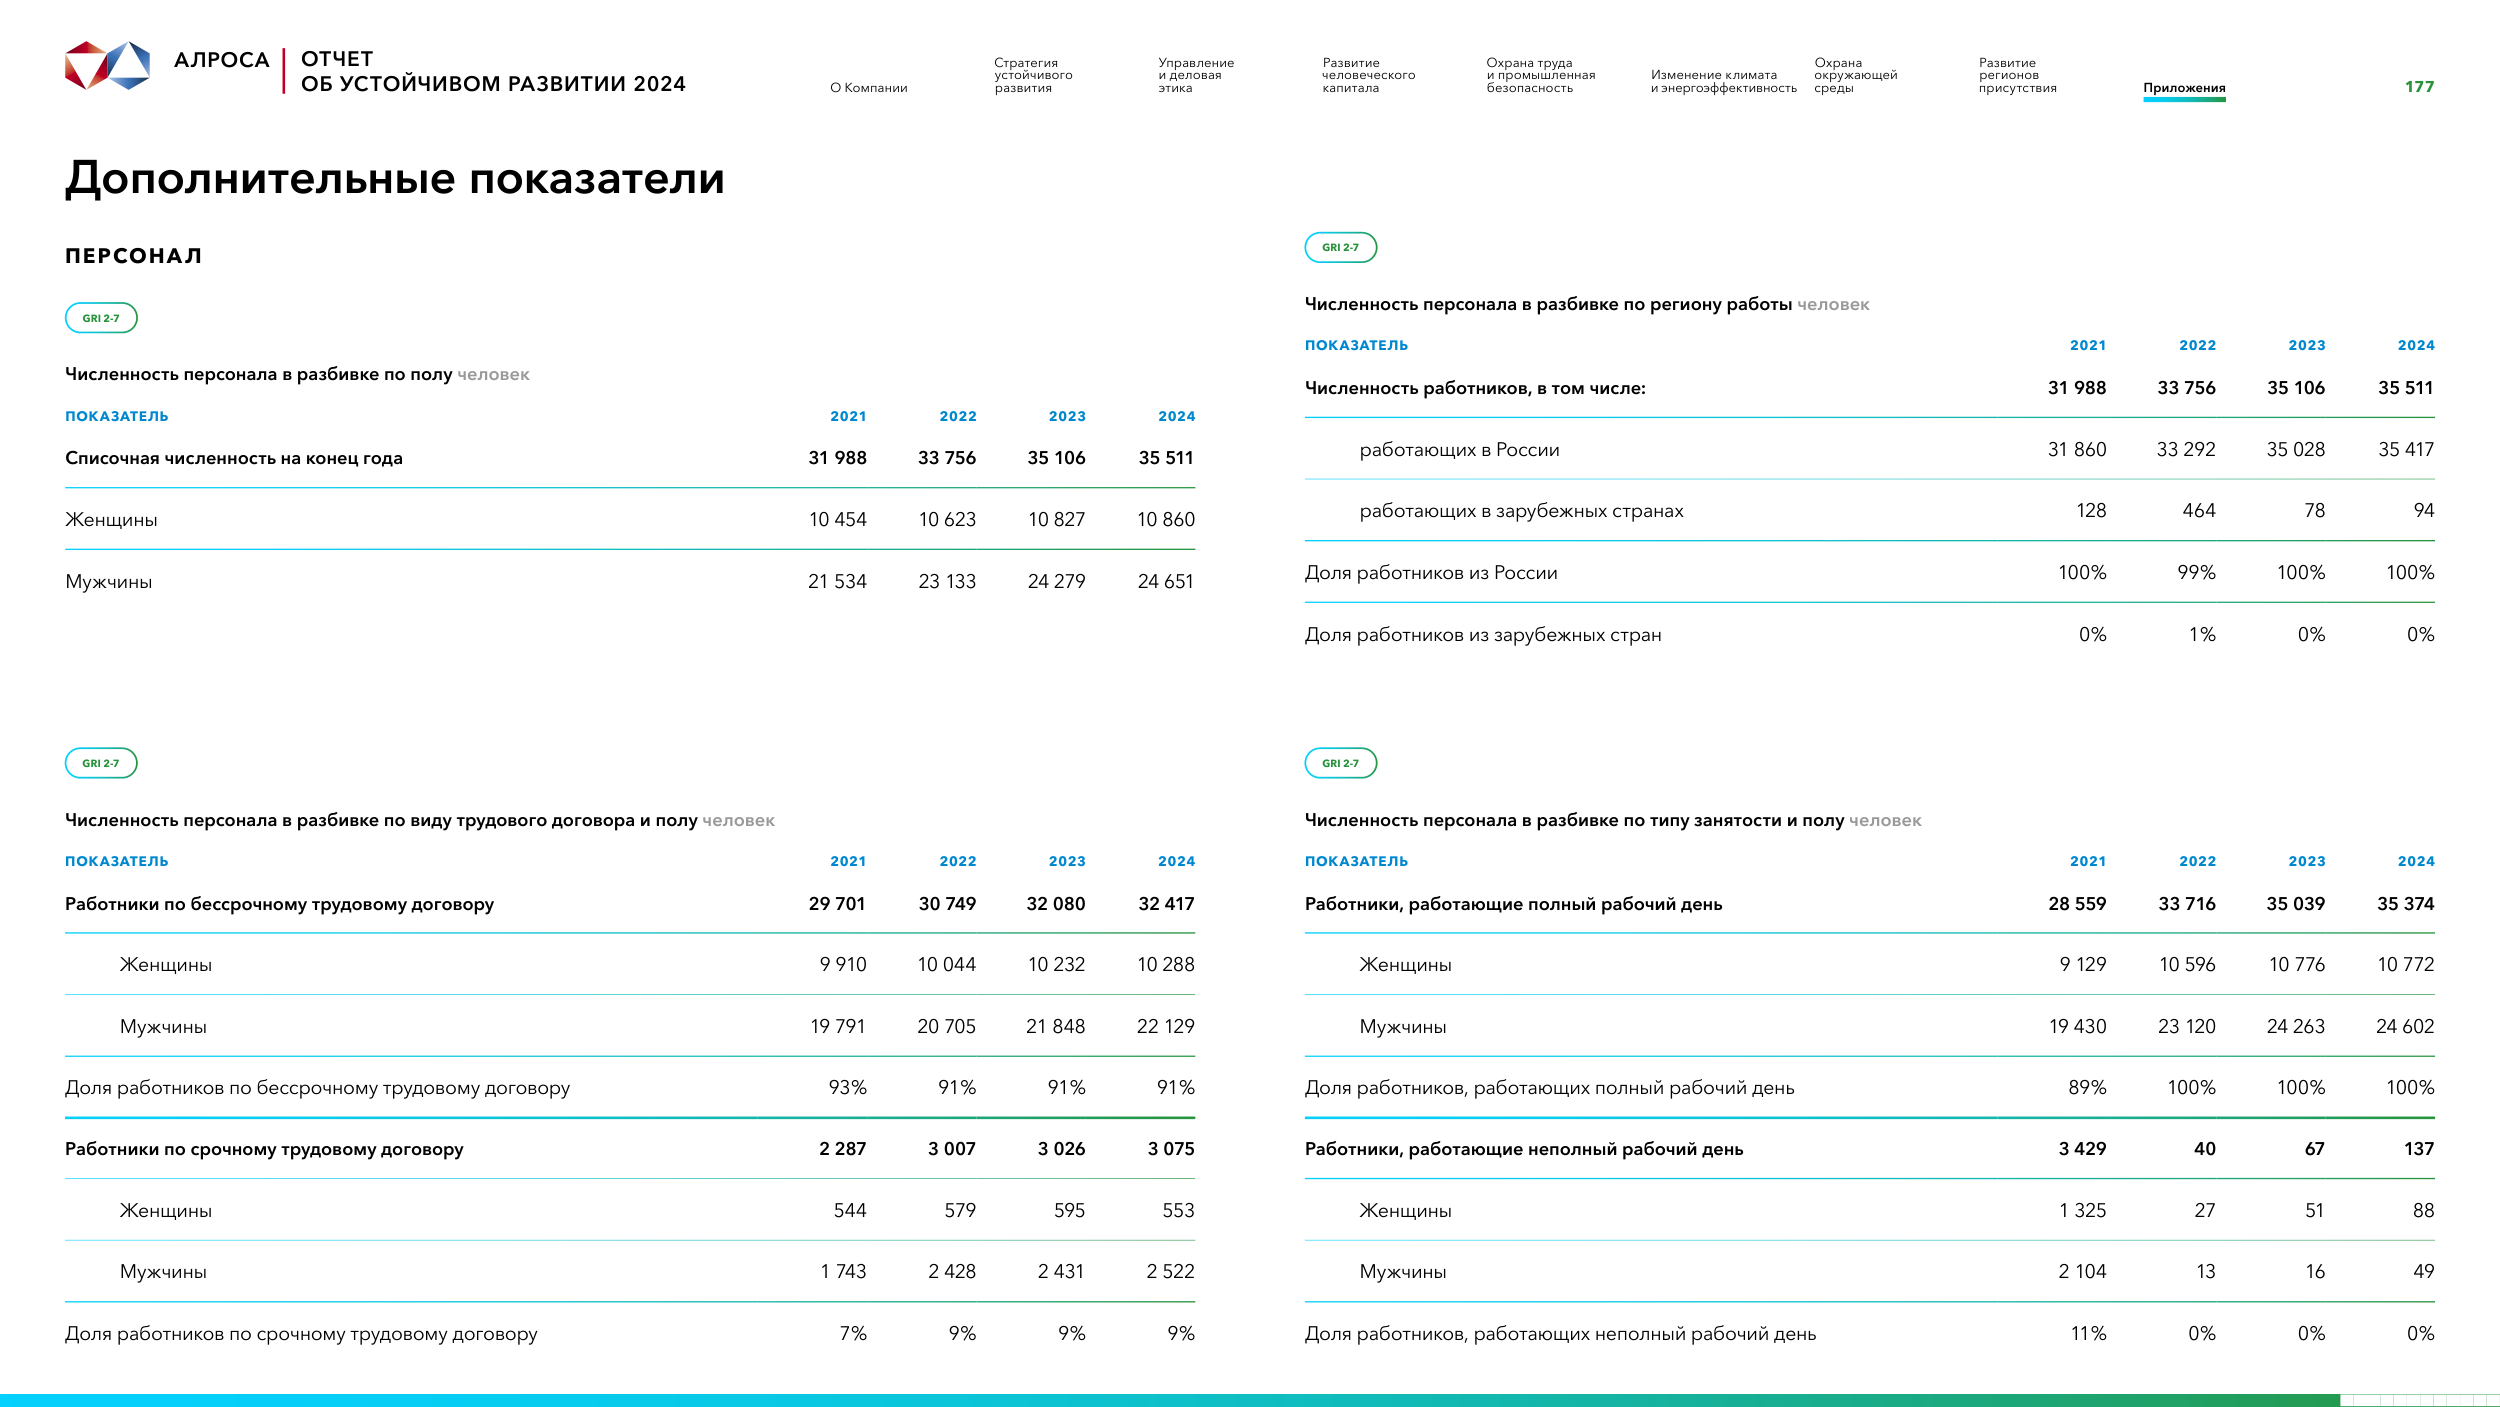 АЛРОСА
ОТЧЕТ
ОБ УСТОЙЧИВОМ РАЗВИТИИ 2024
О Компании
Стратегия
устойчивого
развития
Управление
и деловая
этика
Развитие
человеческого
капитала
Охрана труда
и промышленная
безопасность
Изменение климата
и энергоэффективность
Охрана
окружающей
среды
Развитие
регионов
присутствия
Приложения
177
Дополнительные показатели
ПЕРСОНАЛ
GRI 2-7
Численность персонала в разбивке по полу человек
ПОКАЗАТЕЛЬ 2021 2022 2023 2024
Списочная численность на конец года 31 988 33 756 35 106 35 511
Женщины 10 454 10 623 10 827 10 860
Мужчины 21 534 23 133 24 279 24 651
GRI 2-7
Численность персонала в разбивке по региону работы человек
ПОКАЗАТЕЛЬ 2021 2022 2023 2024
Численность работников, в том числе: 31 988 33 756 35 106 35 511
работающих в России 31 860 33 292 35 028 35 417
работающих в зарубежных странах 128 464 78 94
Доля работников из России 100% 99% 100% 100%
Доля работников из зарубежных стран 0% 1% 0% 0%
GRI 2-7
Численность персонала в разбивке по виду трудового договора и полу человек
ПОКАЗАТЕЛЬ 2021 2022 2023 2024
Работники по бессрочному трудовому договору 29 701 30 749 32 080 32 417
Женщины 9 910 10 044 10 232 10 288
Мужчины 19 791 20 705 21 848 22 129
Доля работников по бессрочному трудовому договору 93% 91% 91% 91%
Работники по срочному трудовому договору 2 287 3 007 3 026 3 075
Женщины 544 579 595 553
Мужчины 1 743 2 428 2 431 2 522
Доля работников по срочному трудовому договору 7% 9% 9% 9%
GRI 2-7
Численность персонала в разбивке по типу занятости и полу человек
ПОКАЗАТЕЛЬ 2021 2022 2023 2024
Работники, работающие полный рабочий день 28 559 33 716 35 039 35 374
Женщины 9 129 10 596 10 776 10 772
Мужчины 19 430 23 120 24 263 24 602
Доля работников, работающих полный рабочий день 89% 100% 100% 100%
Работники, работающие неполный рабочий день 3 429 40 67 137
Женщины 1 325 27 51 88
Мужчины 2 104 13 16 49
Доля работников, работающих неполный рабочий день 11% 0% 0% 0%